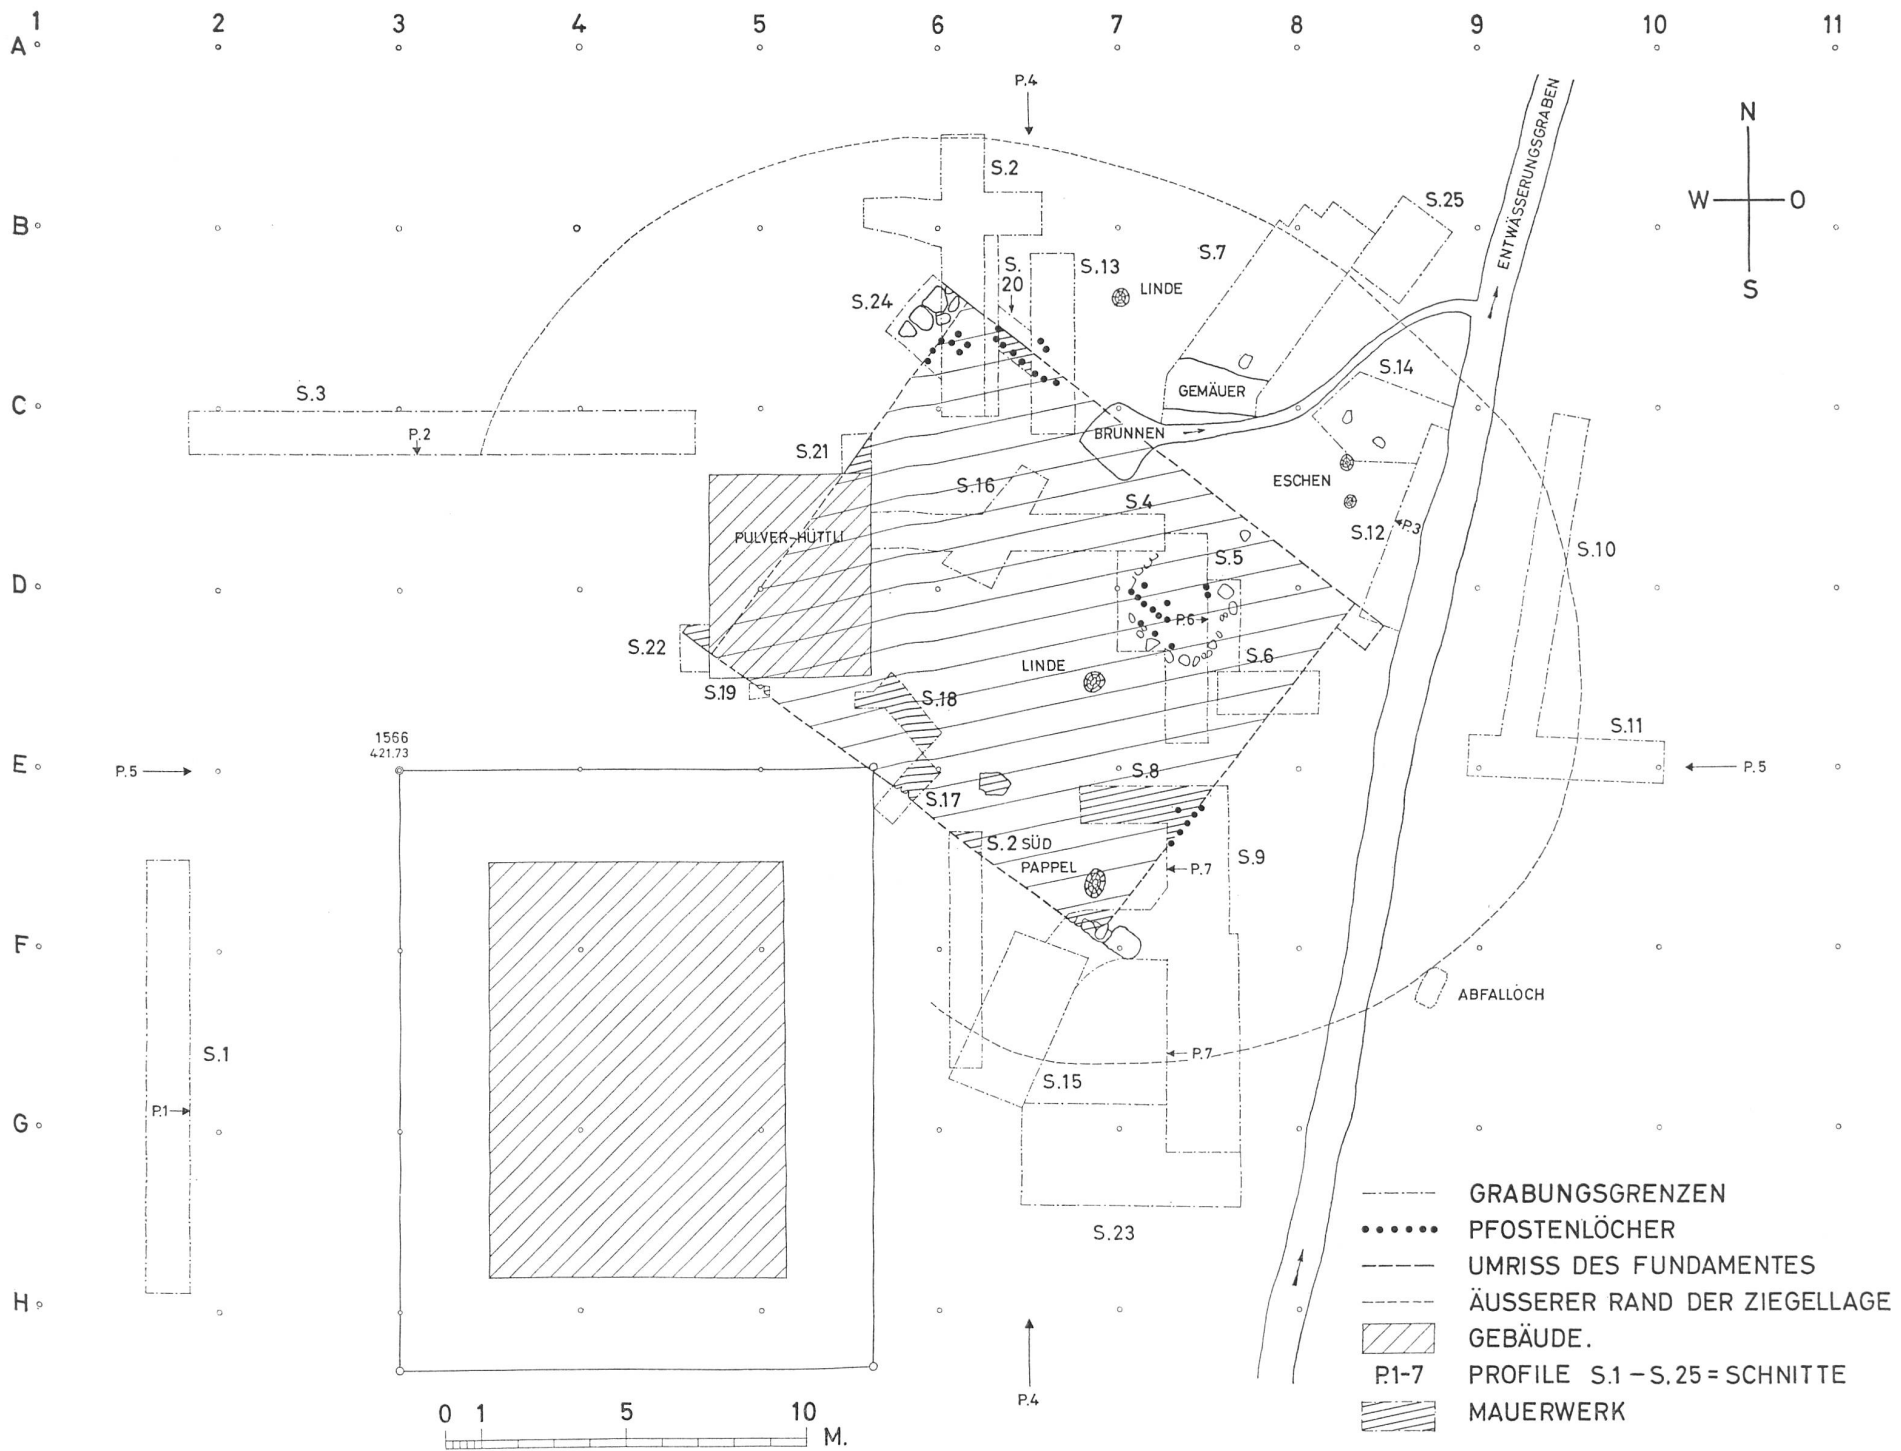 1 2 3 4 5 6 7 8 9 10 11
A
P.4
N
W O
S
S.2
B
S.25
ENTWÄSSERUNGSGRABEN
S.7
S.
20
S.13
LINDE
S.24
S.14
S.3
GEMÄUER
C
P.2
BRUNNEN
S.21
S.16
S.4
ESCHEN
PULVER-HÜTTLI
S.12
P.3
S.5
S.10
D
P.6
S.22
LINDE
S.6
S.19
S.18
S.11
1566
421.73
E
P.5
S.8
P.5
S.17
S.2 SÜD
PAPPEL
P.7
S.9
F
ABFALLOCH
S.1
P.7
S.15
P.1
G
S.23
H
P.4
GRABUNGSGRENZEN
PFOSTENLÖCHER
UMRISS DES FUNDAMENTES
ÄUSSERER RAND DER ZIEGELLAGE
GEBÄUDE.
P.1-7 PROFILE S.1 – S.25 = SCHNITTE
MAUERWERK
0 1 5 10
M.